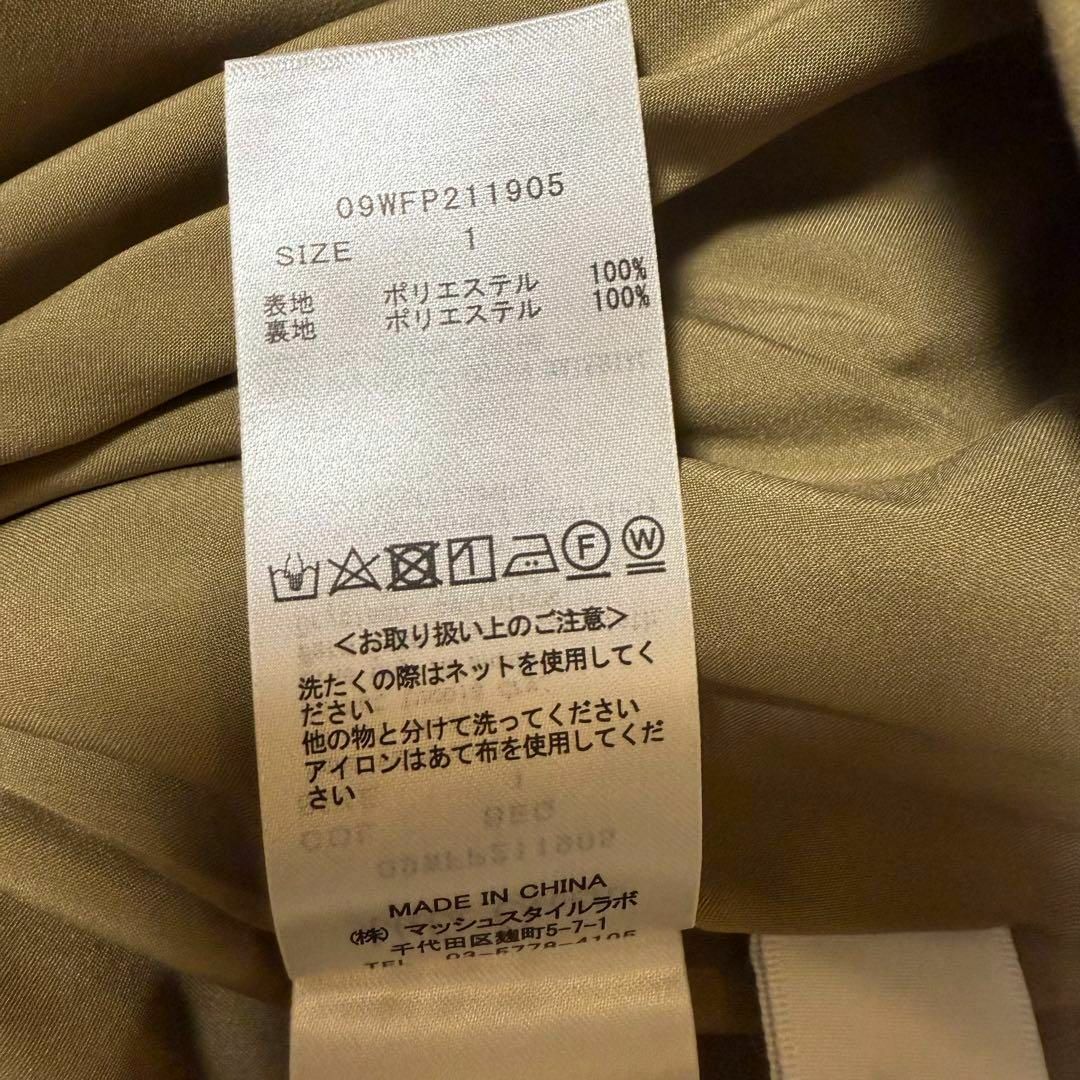 09WFP211905
SIZE 1
表地 ポリエステル 100%
裏地 ポリエステル 100%
F W
<お取り扱い上のご注意>
洗たくの際はネットを使用してく
ださい
他の物と分けて洗ってください
アイロンはあて布を使用してくだ
さい
MADE IN CHINA
(株) マッシュスタイルラボ
千代田区麹町5-7-1
TEL 03-5778-4105